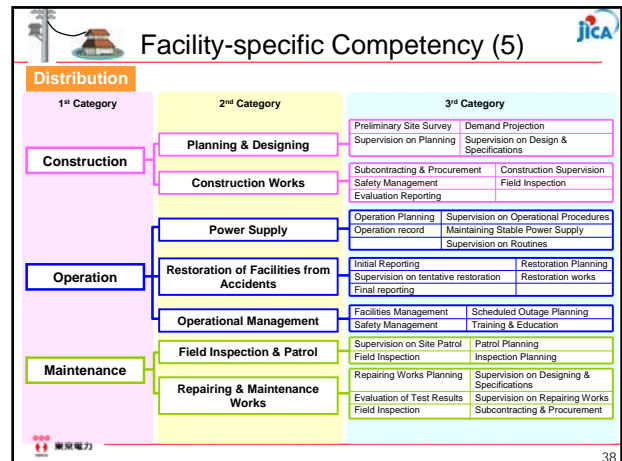 Facility-specific Competency (5)
jICA
Distribution
1st Category
2nd Category
3rd Category
Construction
Planning & Designing
Preliminary Site Survey
Demand Projection
Supervision on Planning
Supervision on Design &
Specifications
Construction Works
Subcontracting & Procurement
Construction Supervision
Safety Management
Field Inspection
Evaluation Reporting
Operation
Power Supply
Operation Planning
Supervision on Operational Procedures
Operation record
Maintaining Stable Power Supply
Supervision on Routines
Restoration of Facilities from
Accidents
Initial Reporting
Restoration Planning
Supervision on tentative restoration
Restoration works
Final reporting
Operational Management
Facilities Management
Scheduled Outage Planning
Safety Management
Training & Education
Maintenance
Field Inspection & Patrol
Supervision on Site Patrol
Patrol Planning
Field Inspection
Inspection Planning
Repairing & Maintenance
Works
Repairing Works Planning
Supervision on Designing &
Specifications
Evaluation of Test Results
Supervision on Repairing Works
Field Inspection
Subcontracting & Procurement
東京電力
38